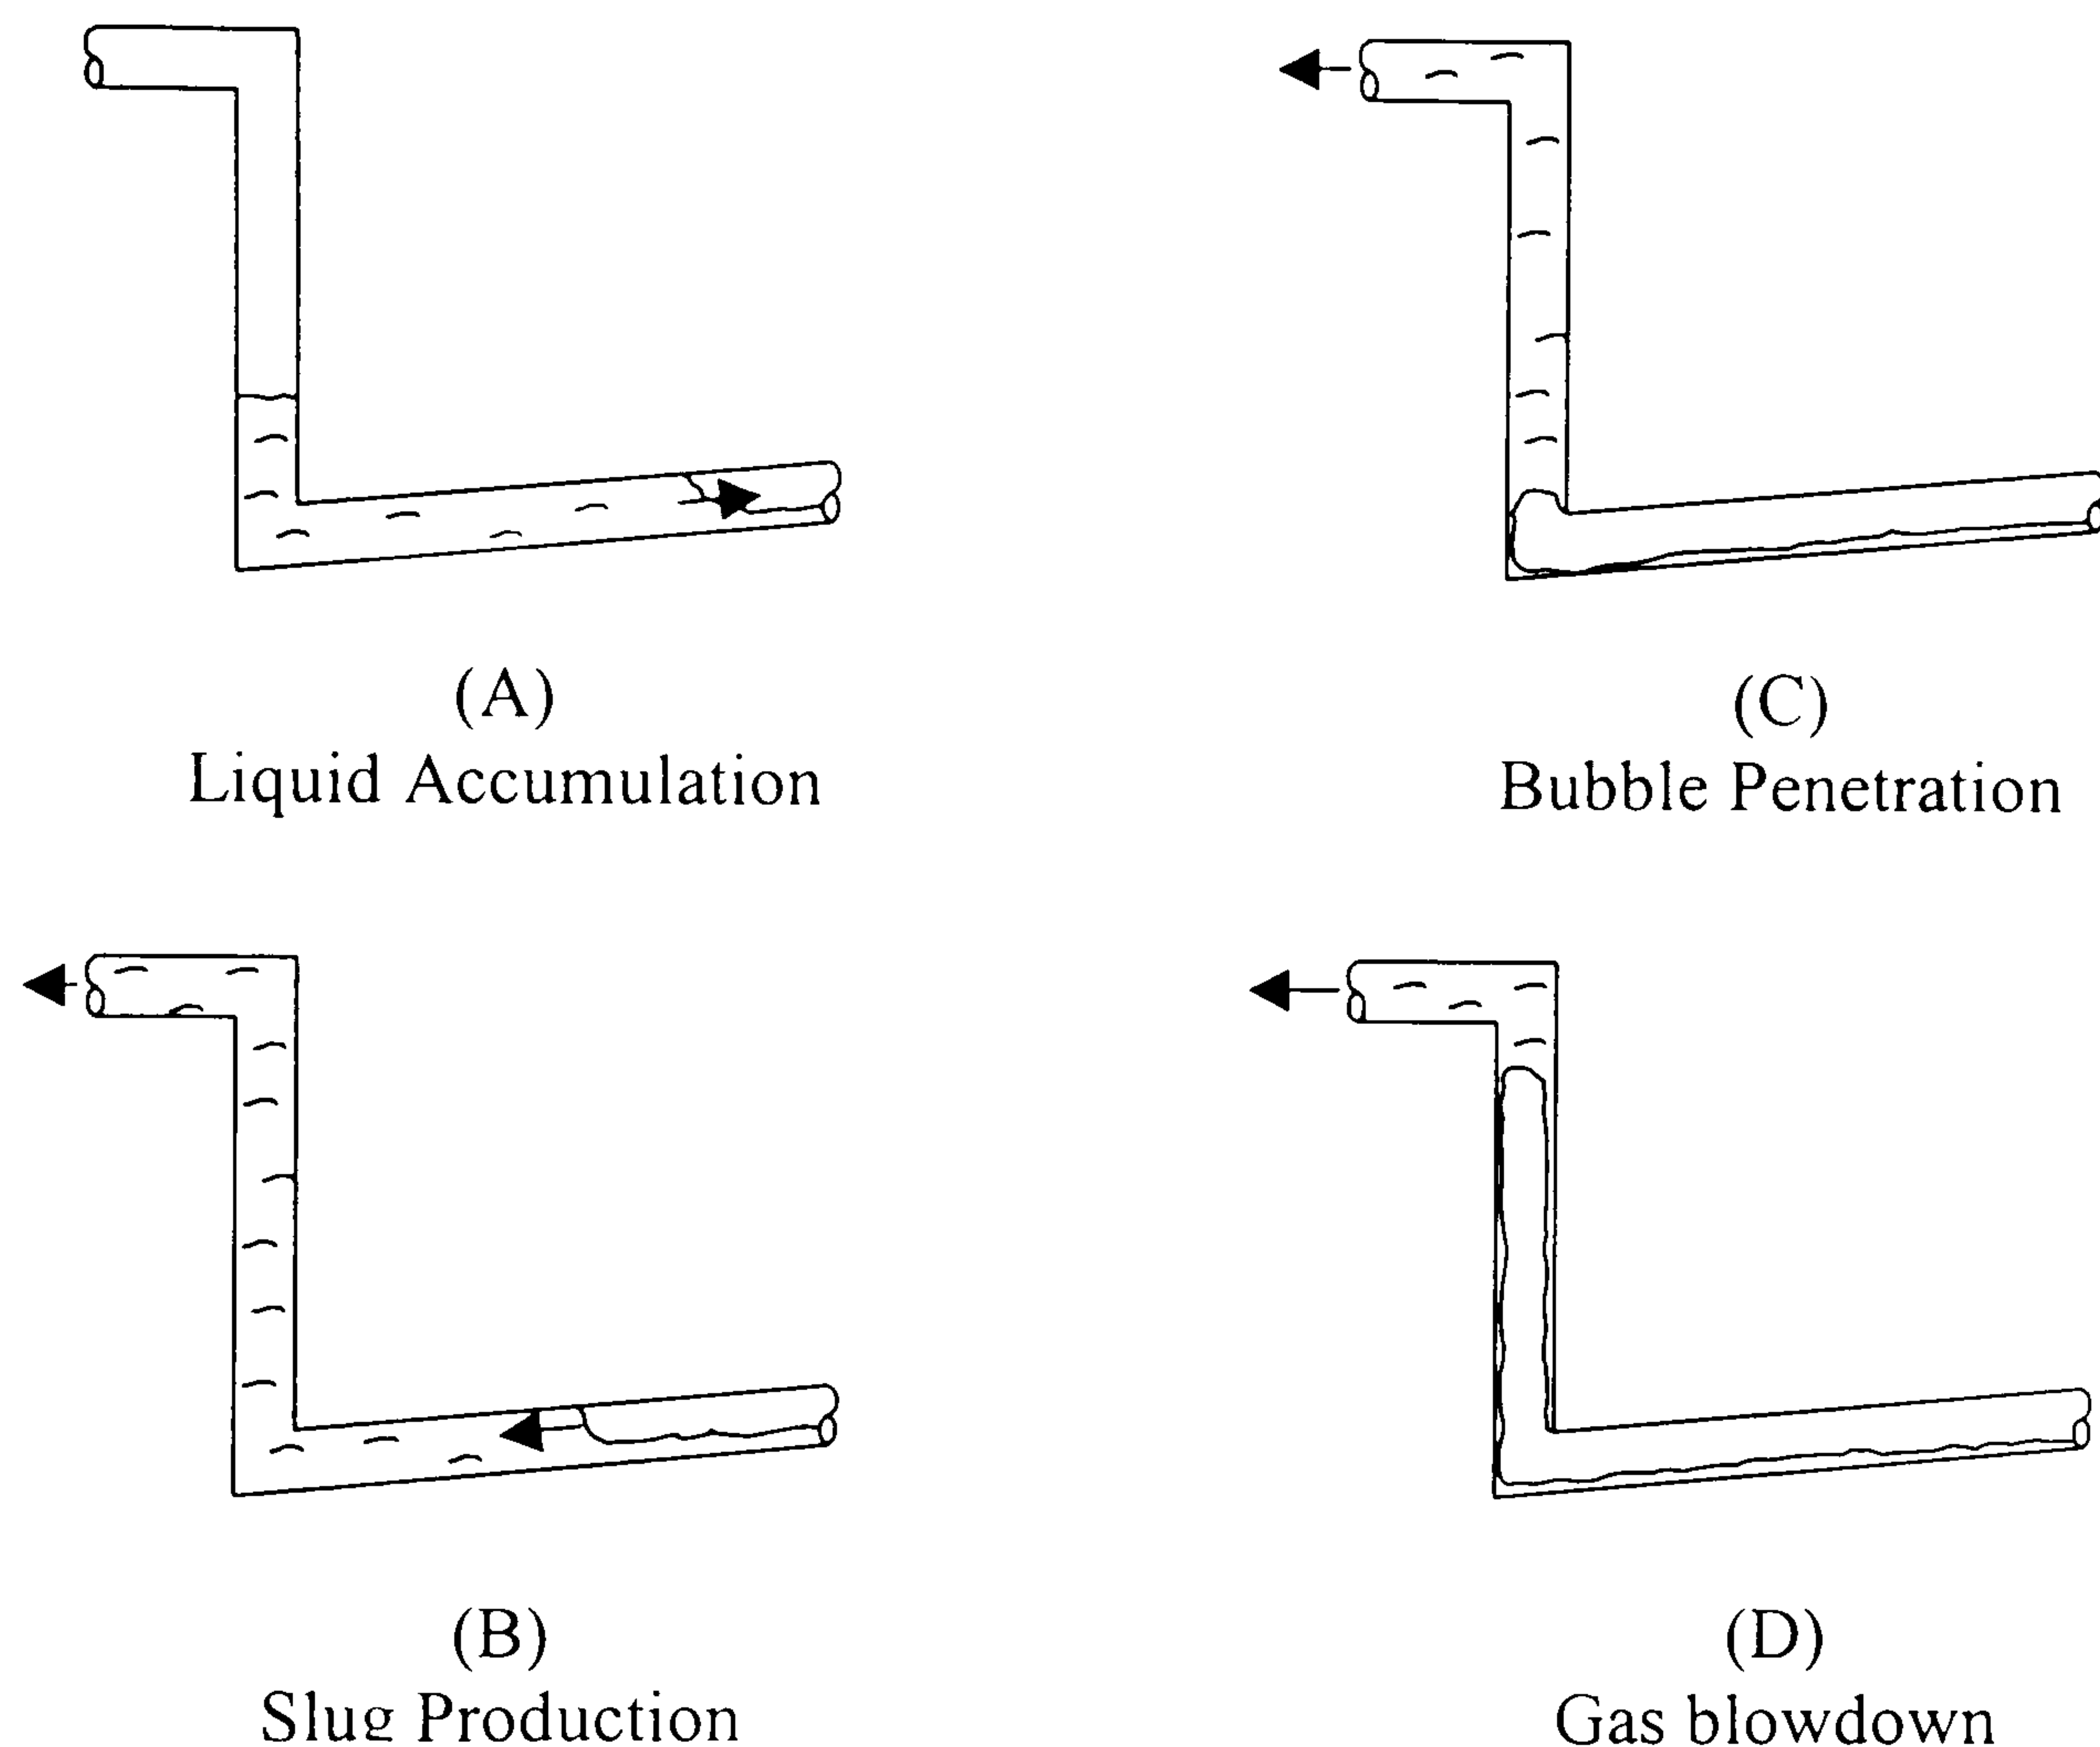 (A)
Liquid Accumulation
(C)
Bubble Penetration
(B)
Slug Production
(D)
Gas blowdown